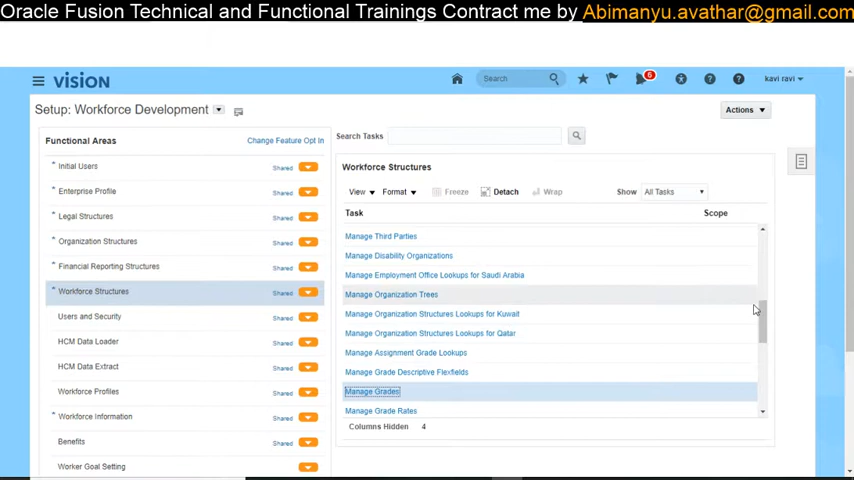 Oracle Fusion Technical and Functional Trainings Contract me by Abimanyu.avathar@gmail.com
VISION
Search
6
kavi ravi
Setup: Workforce Development
Actions
Functional Areas
Change Feature Opt In
Initial Users
Shared
Enterprise Profile
Shared
Legal Structures
Shared
Organization Structures
Shared
Financial Reporting Structures
Shared
Workforce Structures
Shared
Users and Security
Shared
HCM Data Loader
Shared
HCM Data Extract
Shared
Workforce Profiles
Shared
Workforce Information
Shared
Benefits
Shared
Worker Goal Setting
Search Tasks
Workforce Structures
View
Format
Freeze
Detach
Wrap
Show
All Tasks
Task
Scope
Manage Third Parties
Manage Disability Organizations
Manage Employment Office Lookups for Saudi Arabia
Manage Organization Trees
Manage Organization Structures Lookups for Kuwait
Manage Organization Structures Lookups for Qatar
Manage Assignment Grade Lookups
Manage Grade Descriptive Flexfields
Manage Grades
Manage Grade Rates
Columns Hidden 4